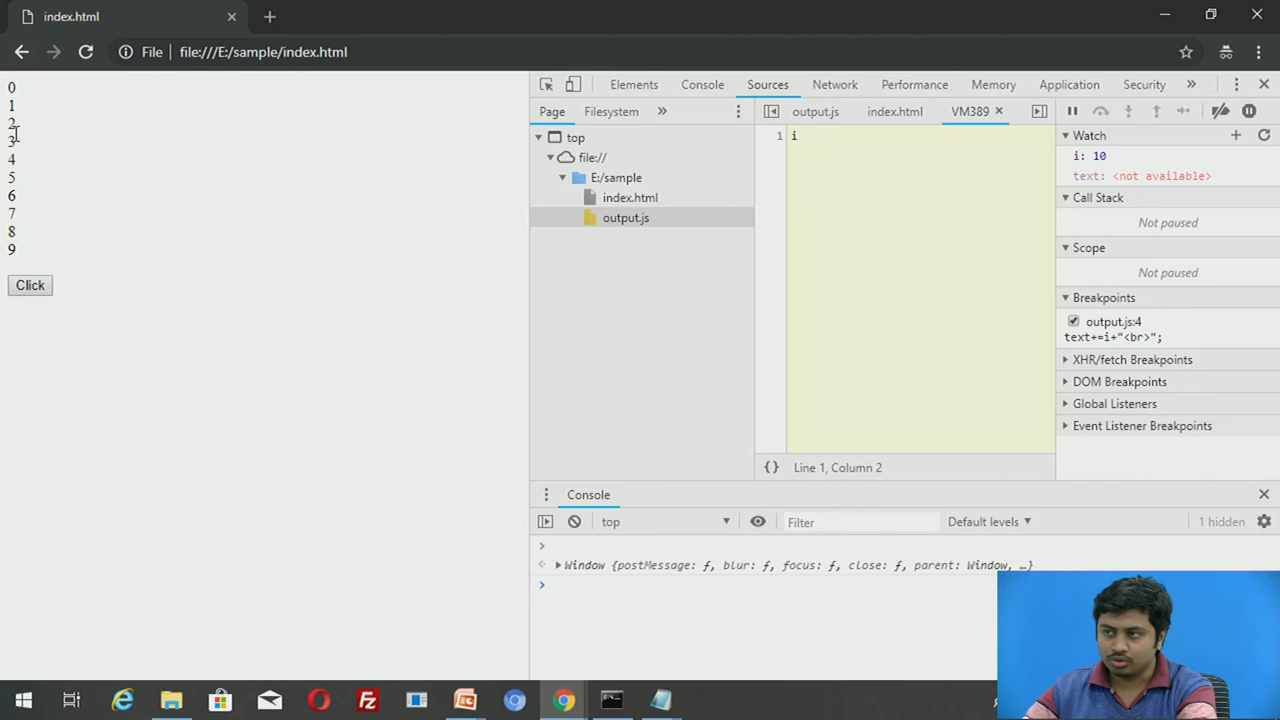 index.html
File file:///E:/sample/index.html
0
1
2
3
4
5
6
7
8
9
Click
Elements Console Sources Network Performance Memory Application Security
Page Filesystem
top
file://
E:/sample
index.html
output.js
output.js index.html VM389
1 i
{} Line 1, Column 2
Watch
i: 10
text: <not available>
Call Stack
Not paused
Scope
Not paused
Breakpoints
output.js:4
text+=i+"<br>";
XHR/fetch Breakpoints
DOM Breakpoints
Global Listeners
Event Listener Breakpoints
Console
top Filter Default levels 1 hidden
Window {postMessage: ƒ, blur: ƒ, focus: ƒ, close: ƒ, parent: Window, …}